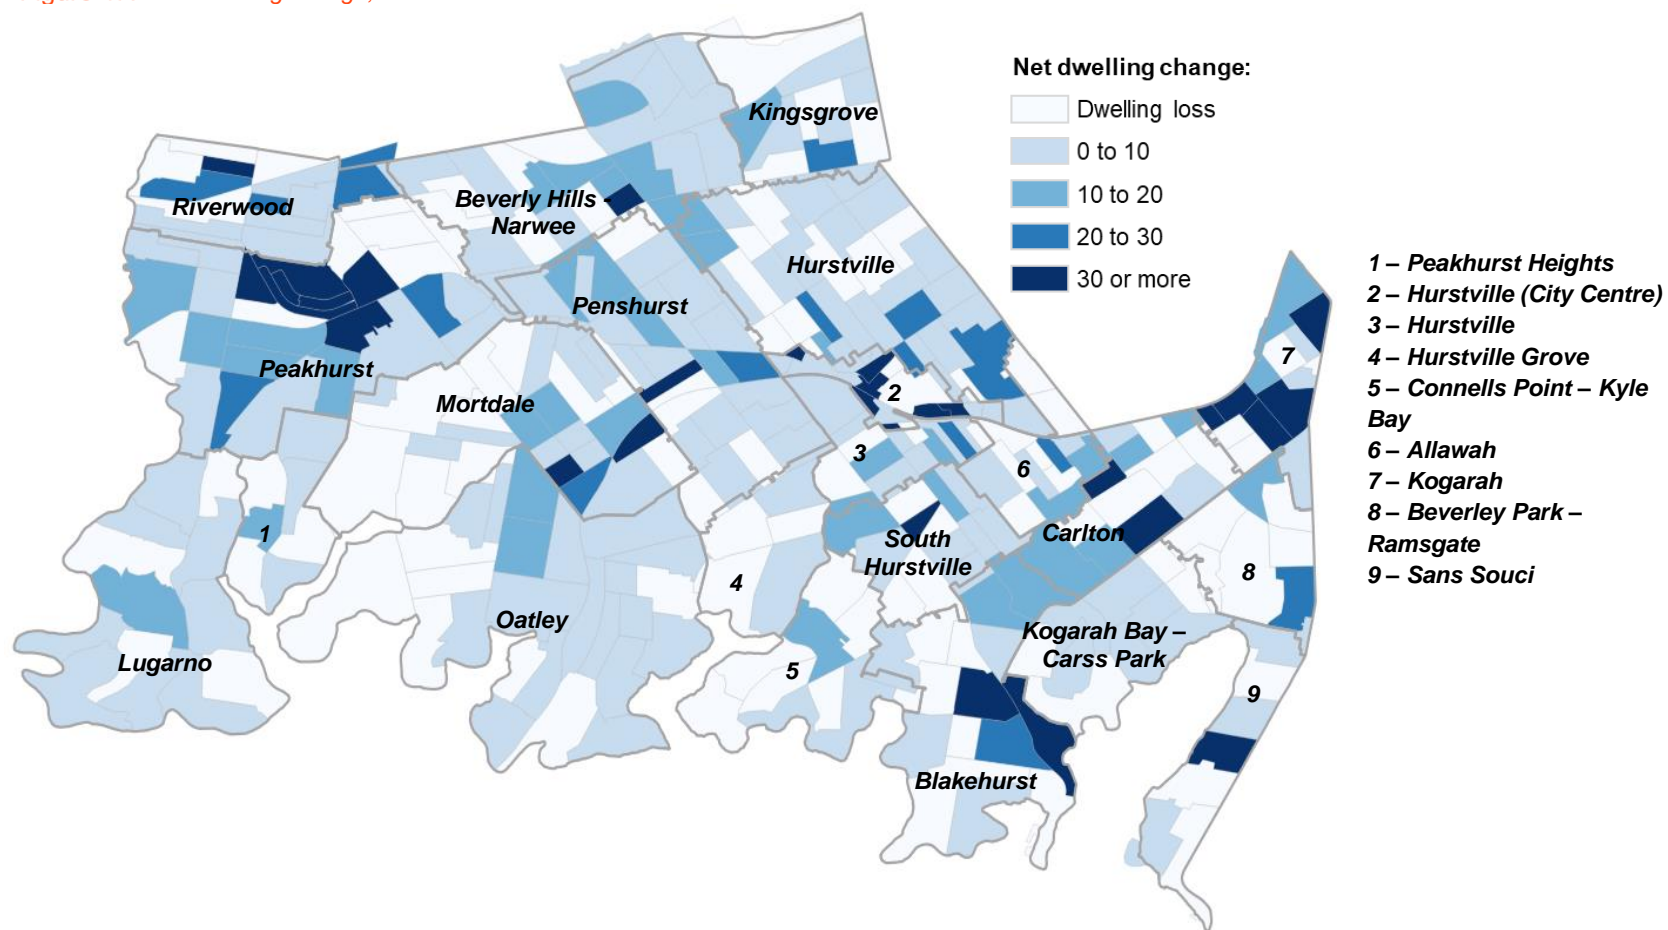 Net dwelling change:
Dwelling loss
0 to 10
10 to 20
20 to 30
30 or more
Kingsgrove
Riverwood
Beverly Hills -
Narwee
Hurstville
Penshurst
Peakhurst
Mortdale
2
3
6
7
1
South
Hurstville
Carlton
4
8
Oatley
Lugarno
5
Kogarah Bay –
Carss Park
9
Blakehurst
1 – Peakhurst Heights
2 – Hurstville (City Centre)
3 – Hurstville
4 – Hurstville Grove
5 – Connells Point – Kyle
Bay
6 – Allawah
7 – Kogarah
8 – Beverley Park –
Ramsgate
9 – Sans Souci